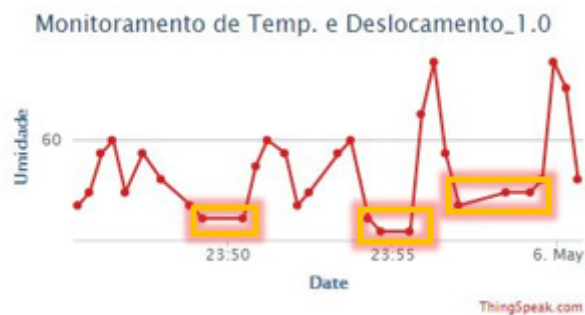 Monitoramento de Temp. e Deslocamento_1.0
Umidade
60
23:50
23:55
6. May
Date
ThingSpeak.com